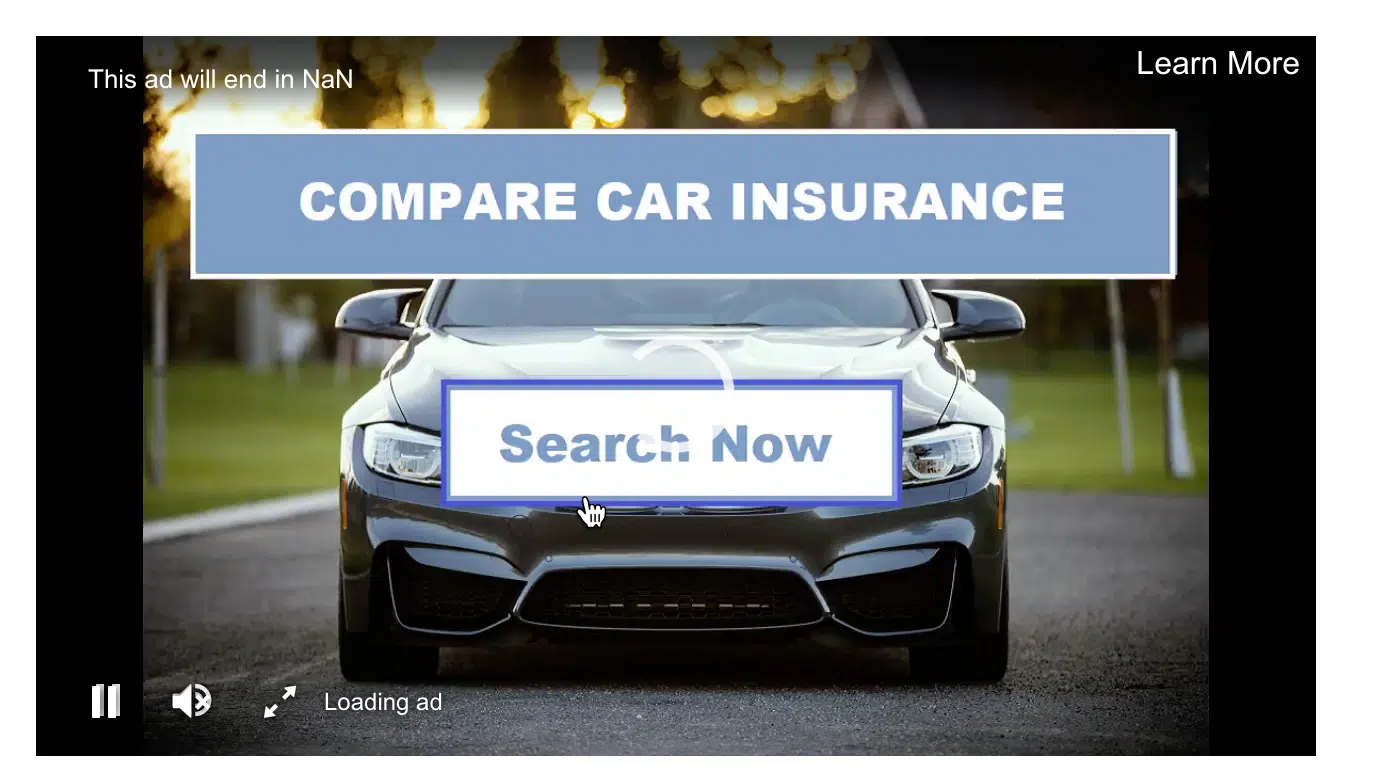 This ad will end in NaN
Learn More
COMPARE CAR INSURANCE
Search Now
Loading ad